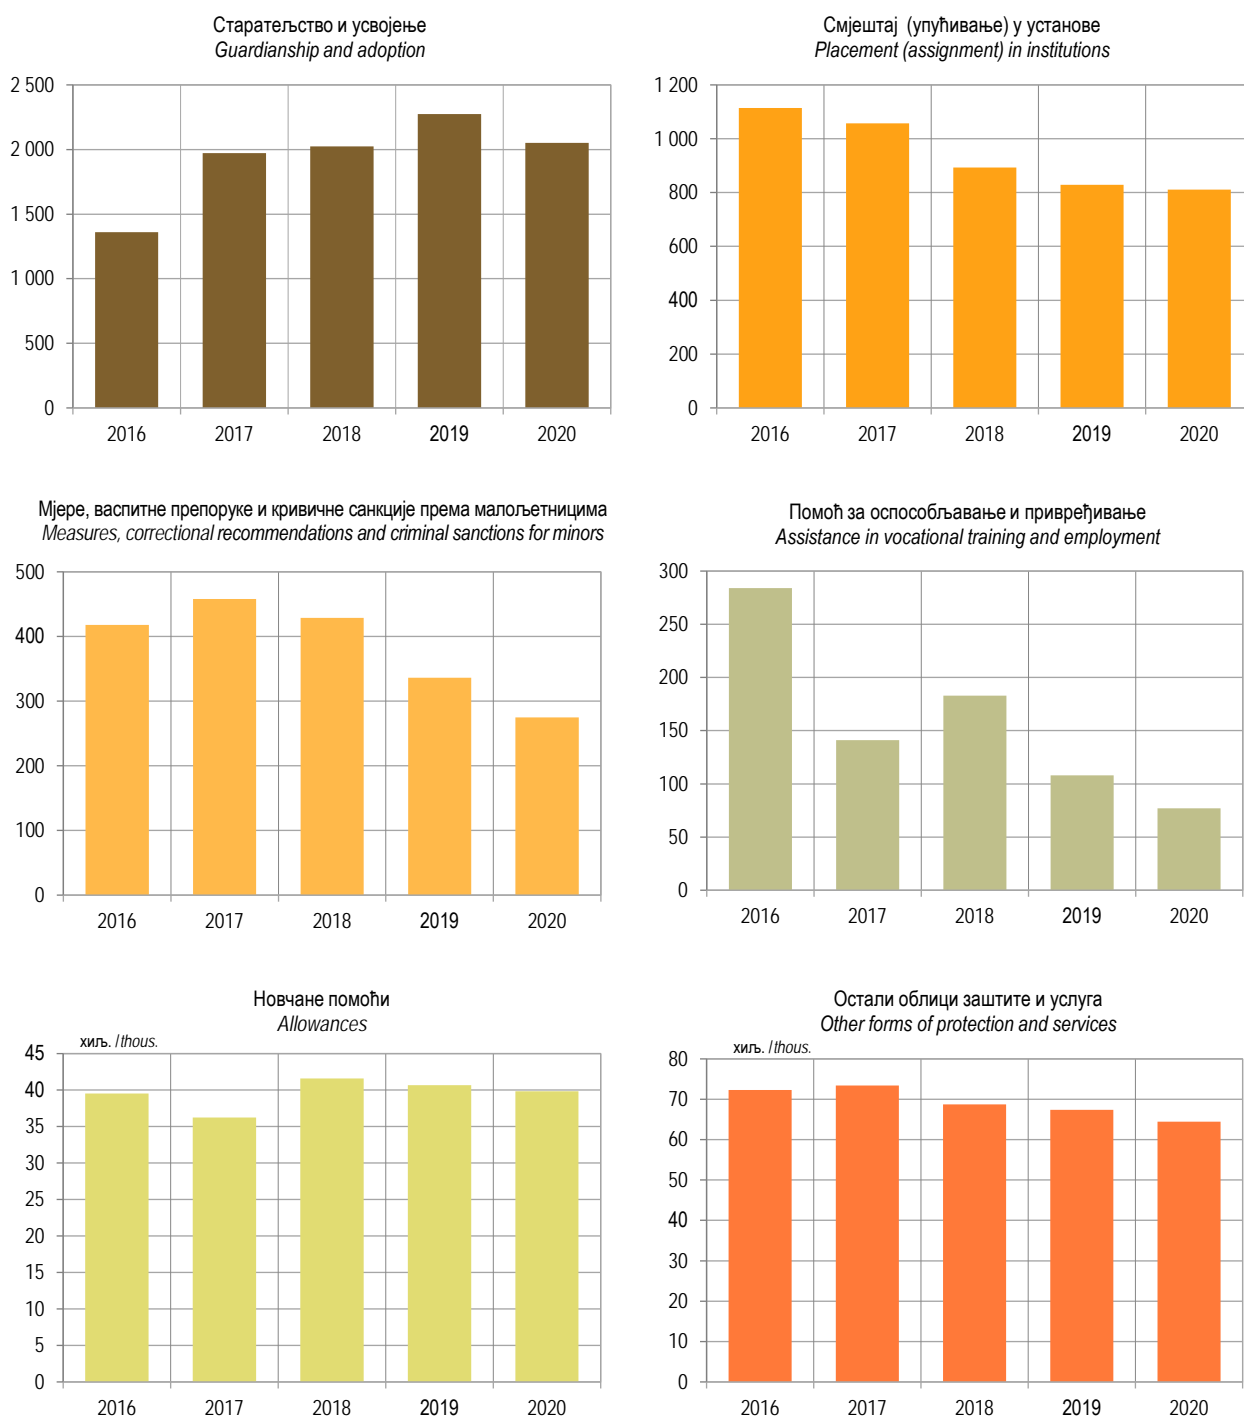 Старатељство и усвојење
Guardianship and adoption
2 500
2 000
1 500
1 000
500
0
2016 2017 2018 2019 2020
Смјештај (упућивање) у установе
Placement (assignment) in institutions
1 200
1 000
800
600
400
200
0
2016 2017 2018 2019 2020
Мјере, васпитне препоруке и кривичне санкције према малољетницима
Measures, correctional recommendations and criminal sanctions for minors
500
400
300
200
100
0
2016 2017 2018 2019 2020
Помоћ за оспособљавање и привређивање
Assistance in vocational training and employment
300
250
200
150
100
50
0
2016 2017 2018 2019 2020
Новчане помоћи
Allowances
хиљ. / thous.
45
40
35
30
25
20
15
10
5
0
2016 2017 2018 2019 2020
Остали облици заштите и услуга
Other forms of protection and services
хиљ. / thous.
80
70
60
50
40
30
20
10
0
2016 2017 2018 2019 2020